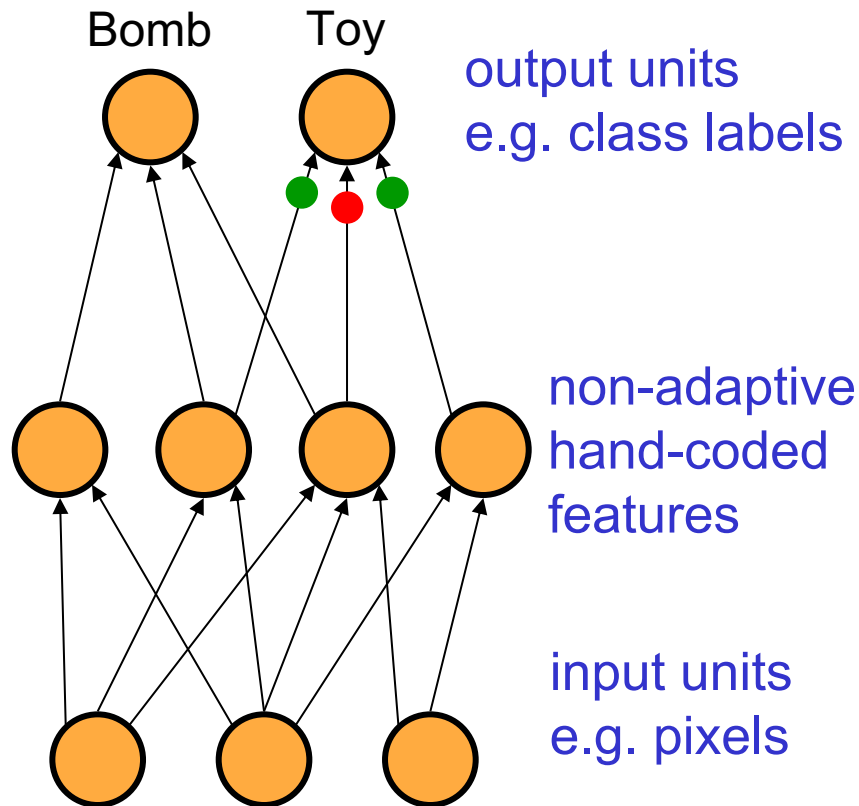 Bomb Toy
output units
e.g. class labels
non-adaptive
hand-coded
features
input units
e.g. pixels